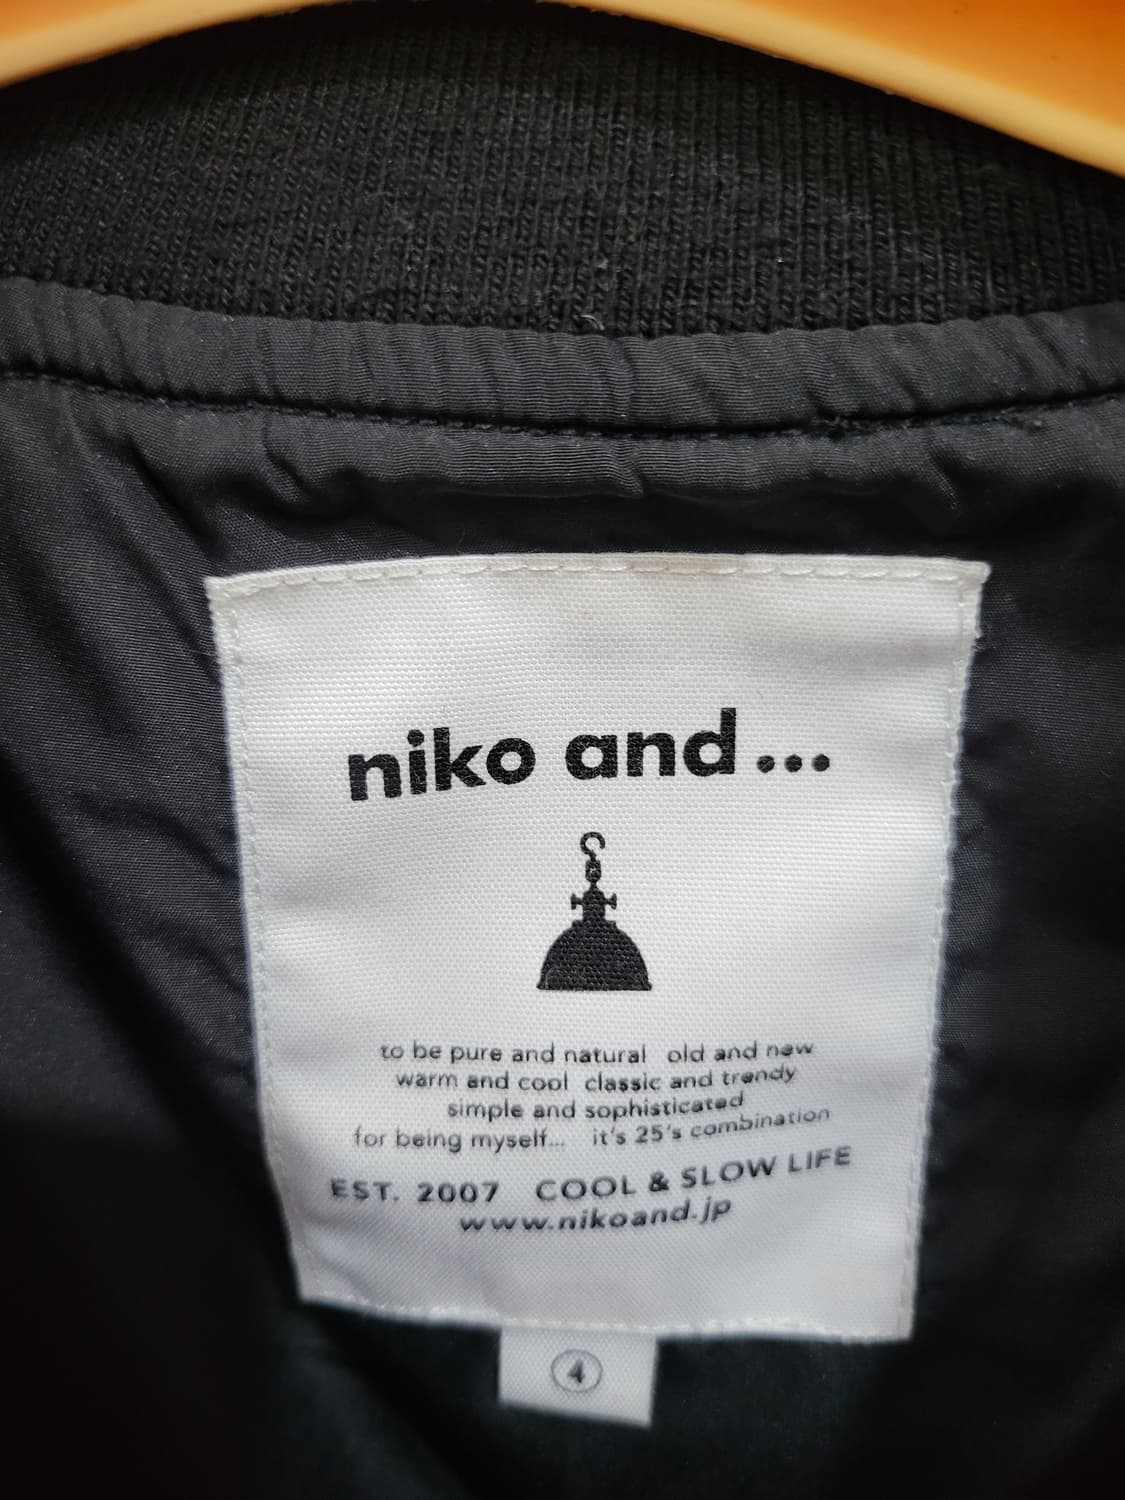 niko and...
to be pure and natural old and new
warm and cool classic and trendy
simple and sophisticated
for being myself... it's 25's combination
EST. 2007 COOL & SLOW LIFE
www.nikoand.jp
4